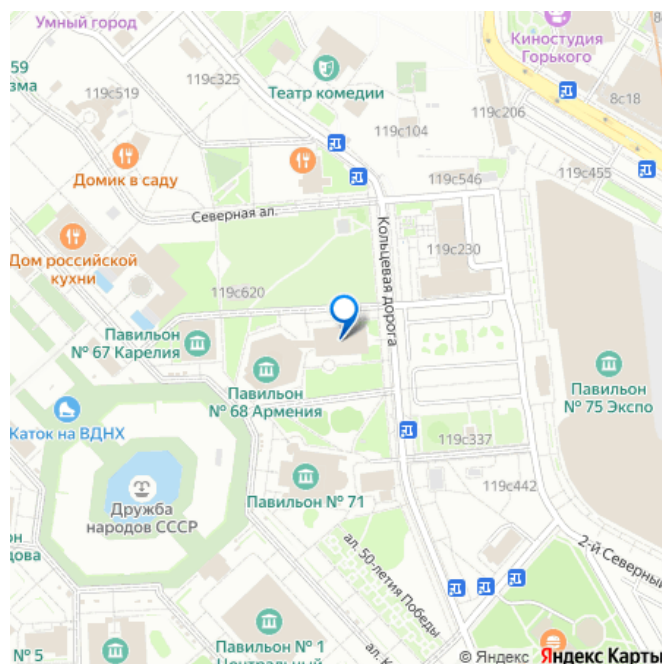 Умный город
Киностудия
Горького
59
зма
119с325
Театр комедии
8с18
119с519
119с206
119с104
Домик в саду
119с546
119с455
Северная ал.
Кольцевая дорога
119с230
Дом российской
кухни
119с620
Павильон
№ 67 Карелия
Павильон
№ 68 Армения
Павильон
№ 75 Экспо
Каток на ВДНХ
119с337
119с442
Павильон № 71
Дружба
народов СССР
он
дова
ал. 50-летия Победы
2-й Северный
Павильон № 1
Центральный
№ 5
ал. К
© Яндекс Яндекс Карты